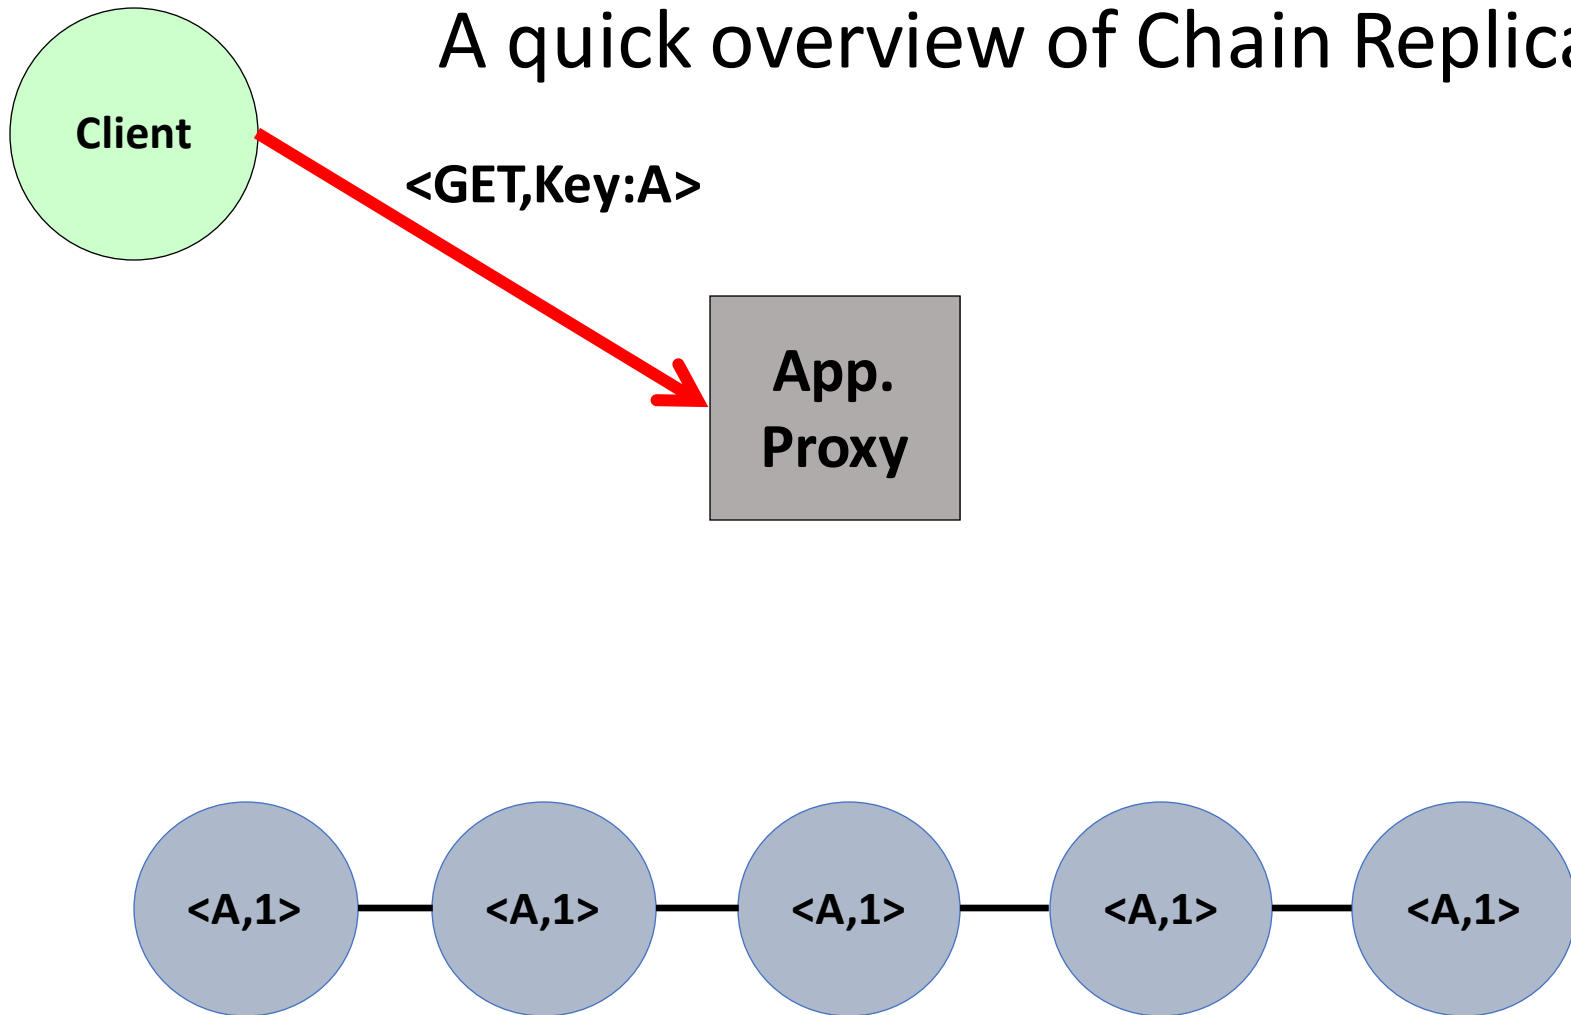 A quick overview of Chain Replica
Client
<GET,Key:A>
App.
Proxy
<A,1> <A,1> <A,1> <A,1> <A,1>